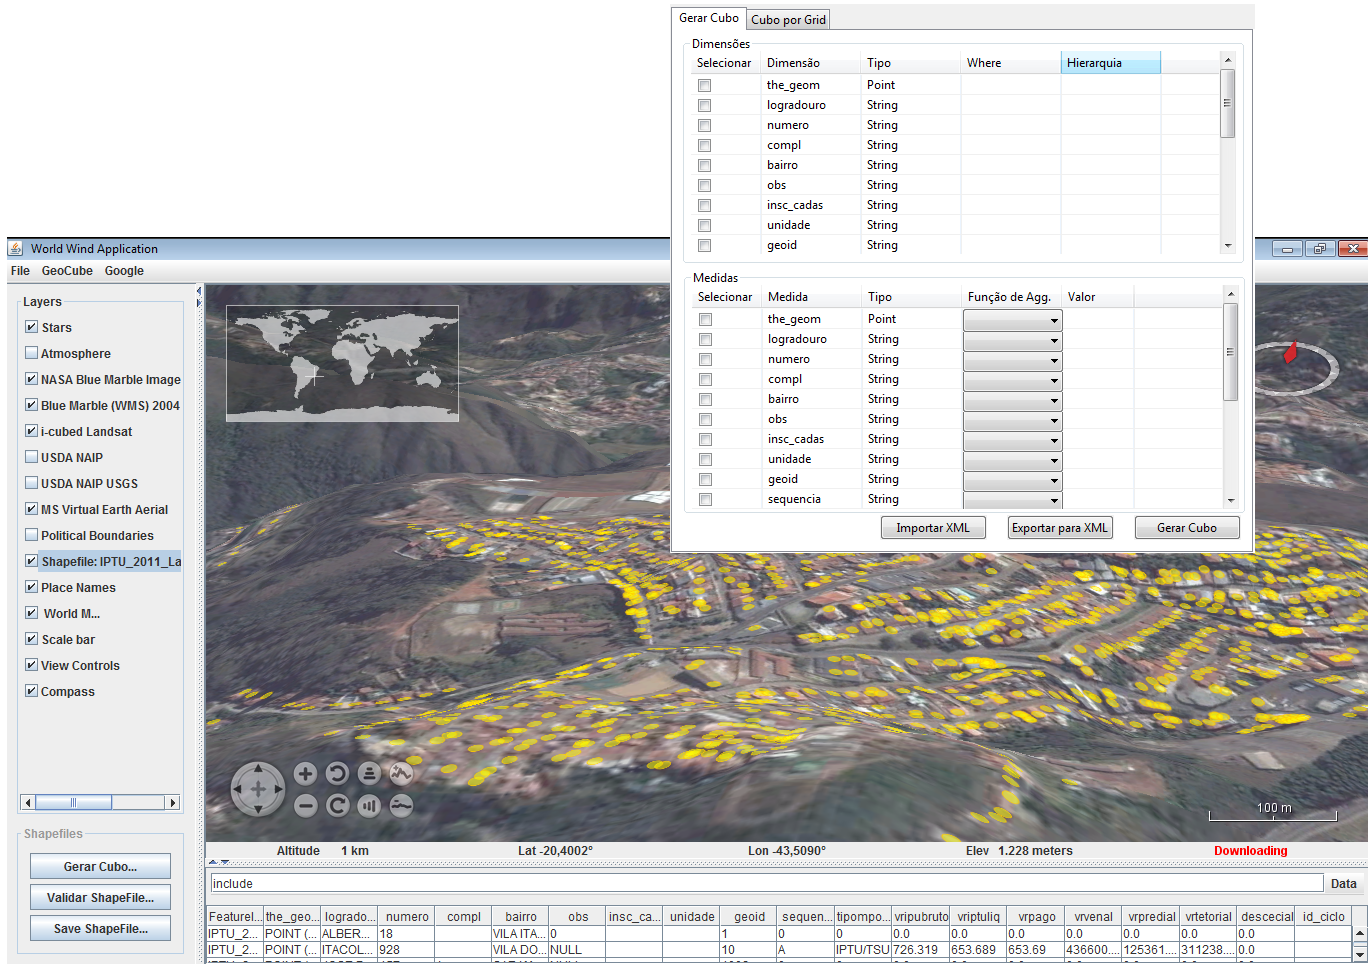 Gerar Cubo Cubo por Grid
Dimensões
Selecionar Dimensão Tipo Where Hierarquia
the_geom Point
logradouro String
numero String
compl String
bairro String
obs String
insc_cadas String
unidade String
geoid String
Medidas
Selecionar Medida Tipo Função de Agg. Valor
the_geom Point
logradouro String
numero String
compl String
bairro String
obs String
insc_cadas String
unidade String
geoid String
sequencia String
Importar XML Exportar para XML Gerar Cubo
World Wind Application
File GeoCube Google
Layers
Stars
Atmosphere
NASA Blue Marble Image
Blue Marble (WMS) 2004
i-cubed Landsat
USDA NAIP
USDA NAIP USGS
MS Virtual Earth Aerial
Political Boundaries
Shapefile: IPTU_2011_La
Place Names
World M...
Scale bar
View Controls
Compass
Shapefiles
Gerar Cubo...
Validar ShapeFile...
Save ShapeFile...
100 m
Altitude 1 km Lat -20,4002° Lon -43,5090° Elev 1.228 meters Downloading
include Data
FeatureI... the_geo... logrado... numero compl bairro obs insc_ca... unidade geoid sequen... tipompo... vripubruto vriptuliq vrpago vrvenal vrpredial vrtetorial descecial id_ciclo
IPTU_2... POINT (... ALBER... 18 VILA ITA... 0 1 0 0 0.0 0.0 0.0 0.0 0.0 0.0 0.0
IPTU_2... POINT (... ITACOL... 928 VILA DO... NULL 10 A IPTU/TSU 726.319 653.689 653.69 436600.... 125361.... 311238.... 0.0